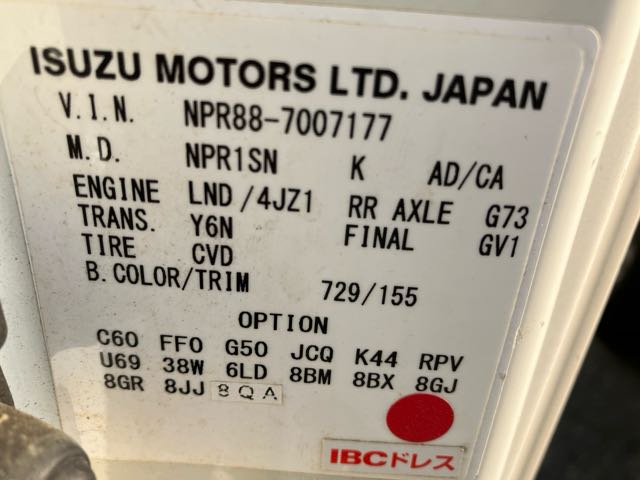 ISUZU MOTORS LTD. JAPAN
V.I.N. NPR88-7007177
M.D. NPR1SN K AD/CA
ENGINE LND/4JZ1 RR AXLE G73
TRANS. Y6N FINAL GV1
TIRE CVD
B.COLOR/TRIM 729/155
OPTION
C60 FF0 G50 JCQ K44 RPV
U69 38W 6LD 8BM 8BX 8GJ
8GR 8JJ 8QA
IBCドレス